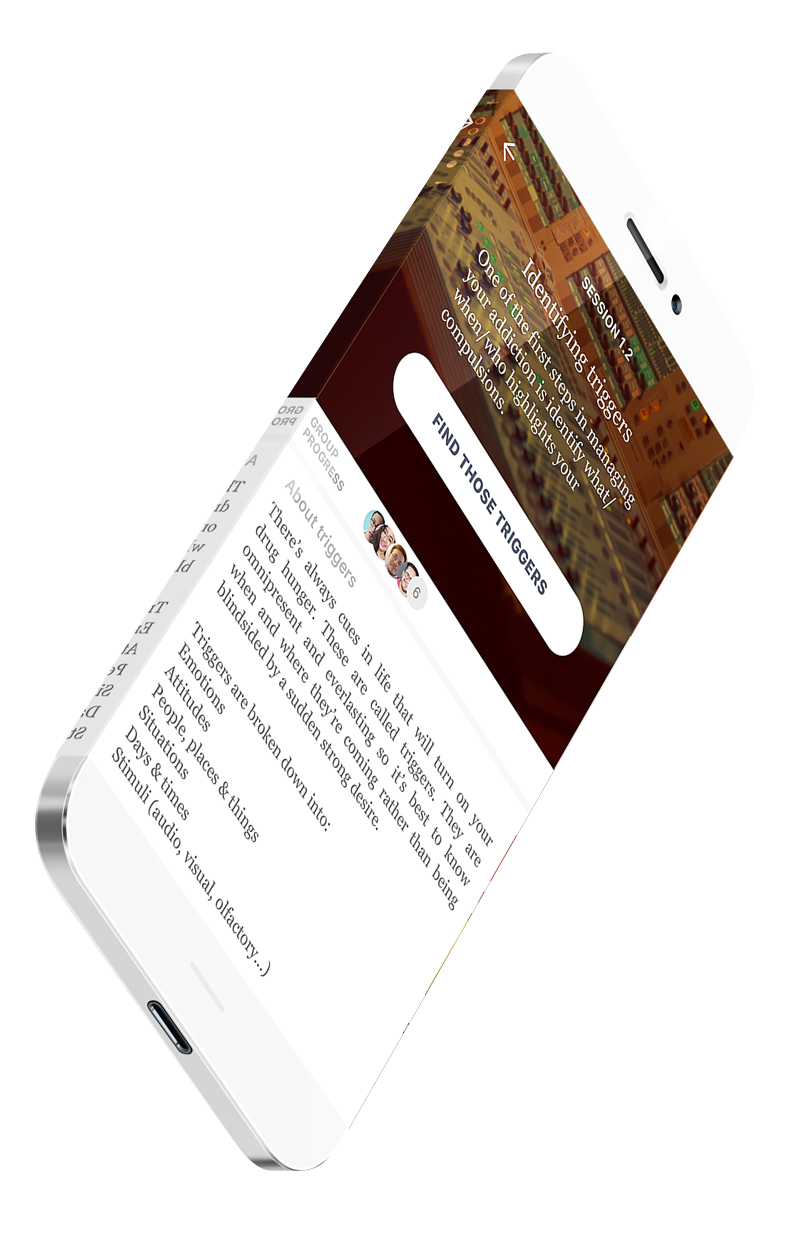 SESSION 1.2
Identifying triggers
One of the first steps in managing
your addiction is identify what/
when/who highlights your
compulsions.
FIND THOSE TRIGGERS
GROUP
PROGRESS
6
About triggers
There's always cues in life that will turn on your
drug hunger. These are called triggers. They are
omnipresent and everlasting so it's best to know
when and where they're coming rather than being
blindsided by a sudden strong desire.
Triggers are broken down into:
Emotions
Attitudes
People, places & things
Situations
Days & times
Stimuli (audio, visual, olfactory...)